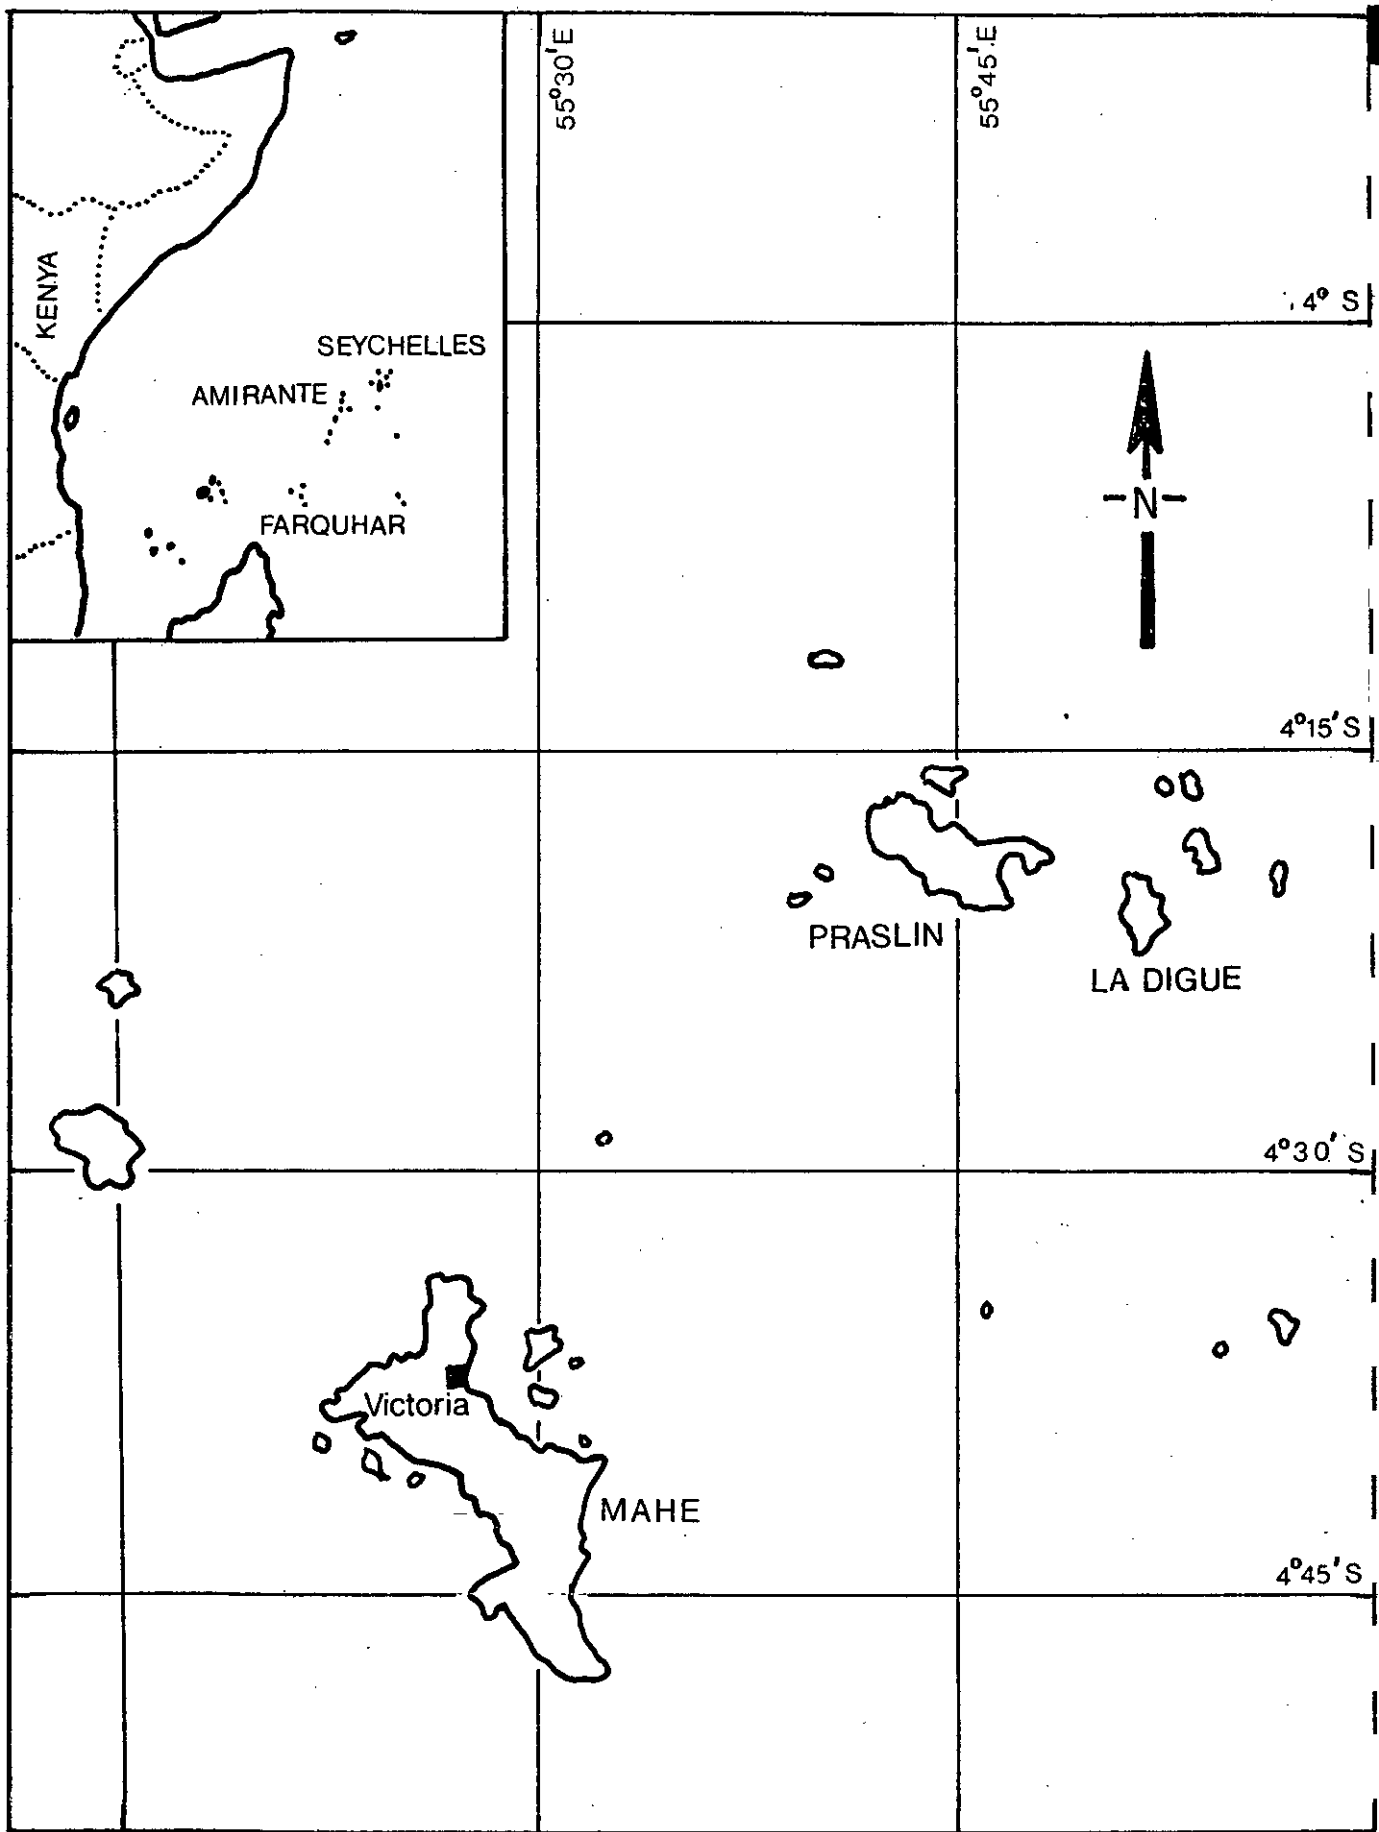 55°30'E
55°45'E
KENYA
4° S
SEYCHELLES
AMIRANTE
N
FARQUHAR
4°15'S
PRASLIN
LA DIGUE
4°30' S
Victoria
MAHE
4°45'S